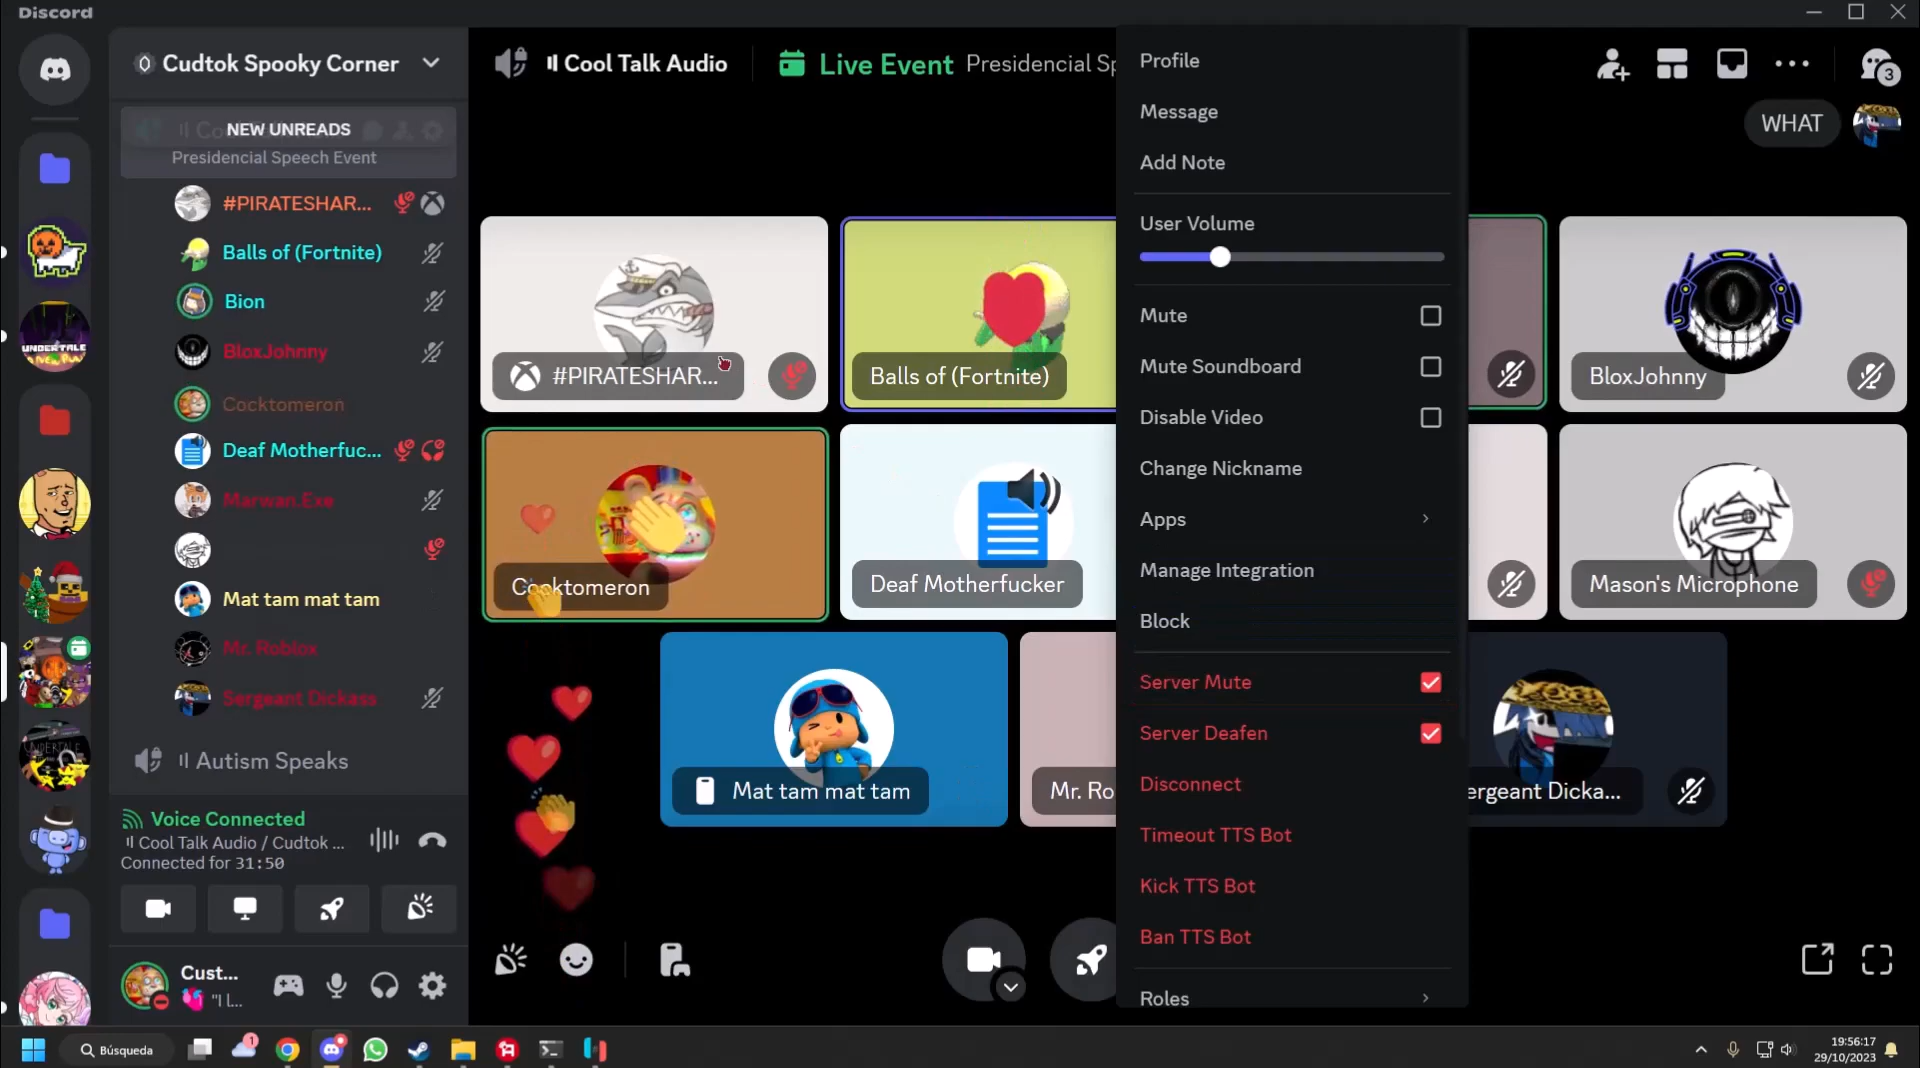 Discord
Cudtok Spooky Corner
NEW UNREADS
Presidencial Speech Event
#PIRATESHAR...
Balls of (Fortnite)
Bion
BloxJohnny
Cocktomeron
Deaf Motherfuc...
Marwan.Exe
Mat tam mat tam
Mr. Roblox
Sergeant Dickass
Autism Speaks
Voice Connected
Cool Talk Audio / Cudtok ...
Connected for 31:50
Cust...
"I l...
Cool Talk Audio
Live Event Presidencial Sp
3
WHAT
#PIRATESHAR...
Balls of (Fortnite)
BloxJohnny
Cocktomeron
Deaf Motherfucker
Mason's Microphone
Mat tam mat tam
Mr. Ro
ergeant Dicka...
Profile
Message
Add Note
User Volume
Mute
Mute Soundboard
Disable Video
Change Nickname
Apps
Manage Integration
Block
Server Mute
Server Deafen
Disconnect
Timeout TTS Bot
Kick TTS Bot
Ban TTS Bot
Roles
Búsqueda
1
19:56:17
29/10/2023